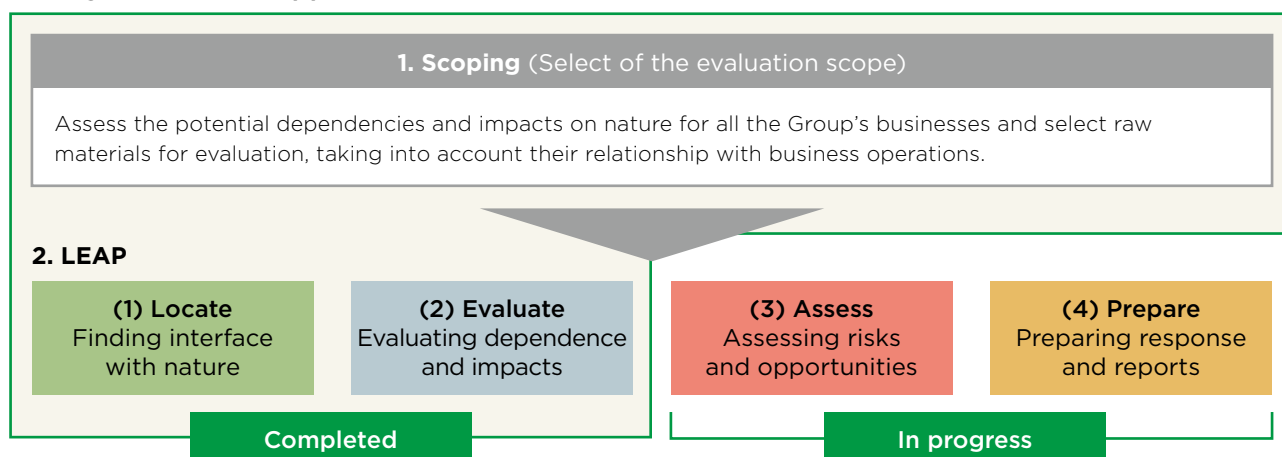 1. Scoping (Select of the evaluation scope)
Assess the potential dependencies and impacts on nature for all the Group's businesses and select raw
materials for evaluation, taking into account their relationship with business operations.
2. LEAP
(1) Locate
Finding interface
with nature
(2) Evaluate
Evaluating dependence
and impacts
(3) Assess
Assessing risks
and opportunities
(4) Prepare
Preparing response
and reports
Completed
In progress